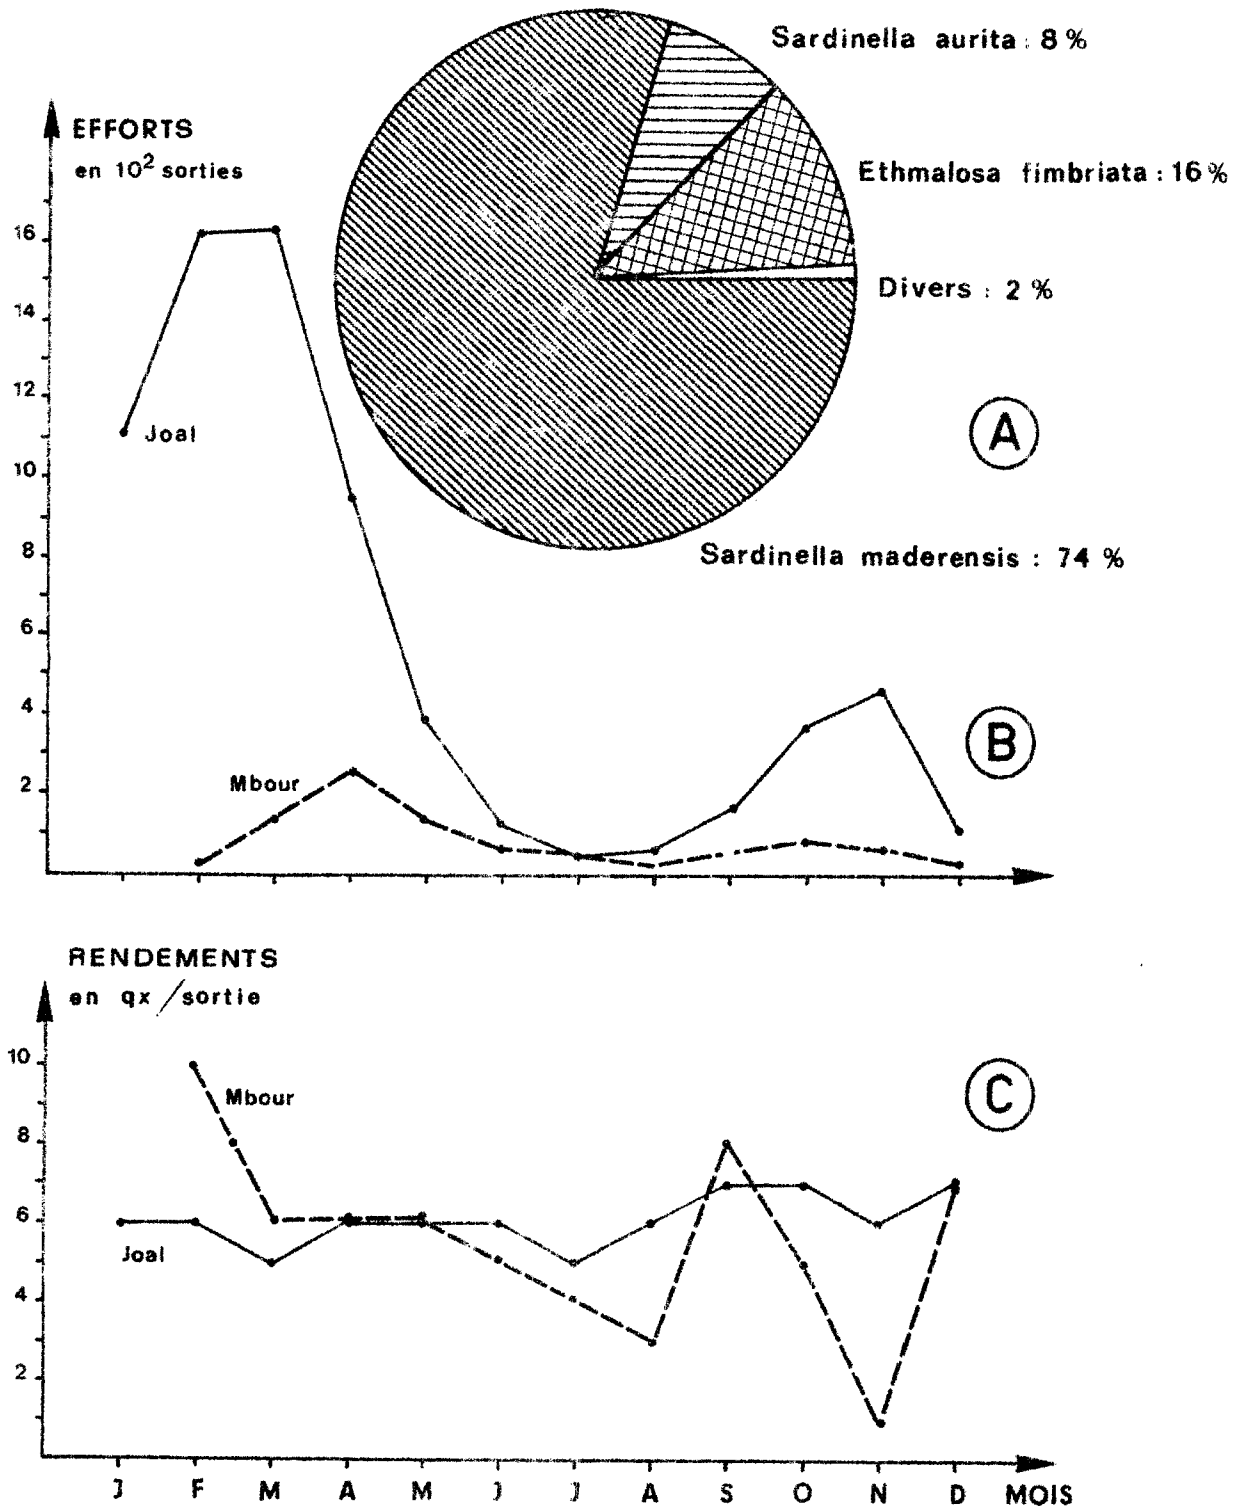 Sardinella aurita : 8 %
EFFORTS
en 10² sorties
Ethmalosa fimbriata : 16 %
16
Divers : 2 %
14
12
A
Joal
10
8
Sardinella maderensis : 74 %
6
4
B
Mbour
2
RENDEMENTS
en qx / sortie
10
Mbour
C
8
6
Joal
4
2
J F M A M J J A S O N D MOIS